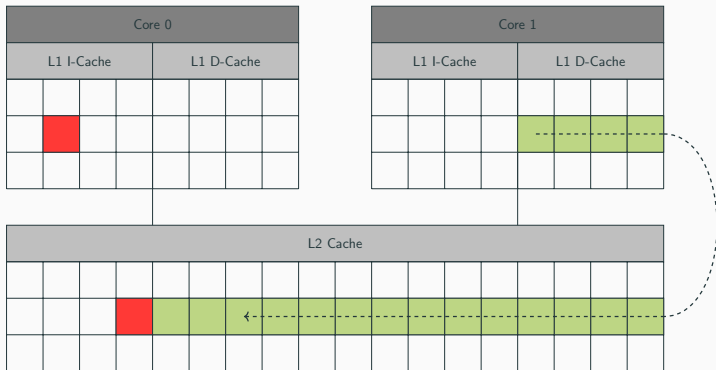 Core 0
Core 1
L1 I-Cache
L1 D-Cache
L1 I-Cache
L1 D-Cache
L2 Cache